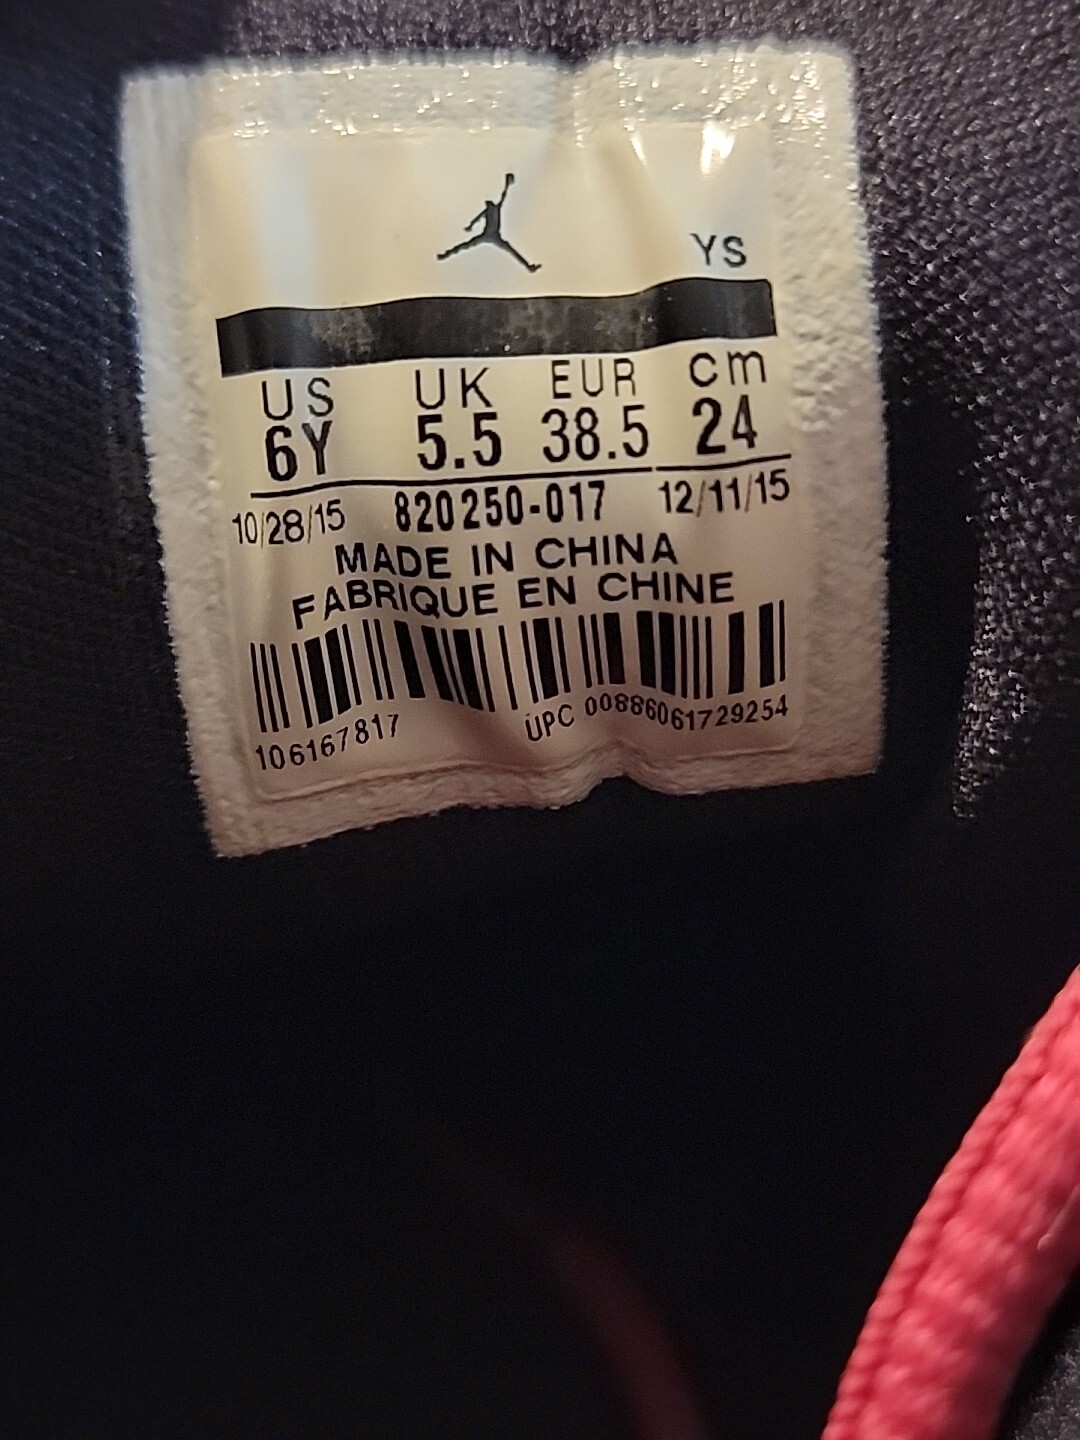 YS
US UK EUR cm
6Y 5.5 38.5 24
10/28/15 820250-017 12/11/15
MADE IN CHINA
FABRIQUE EN CHINE
106167817 UPC 00886061729254